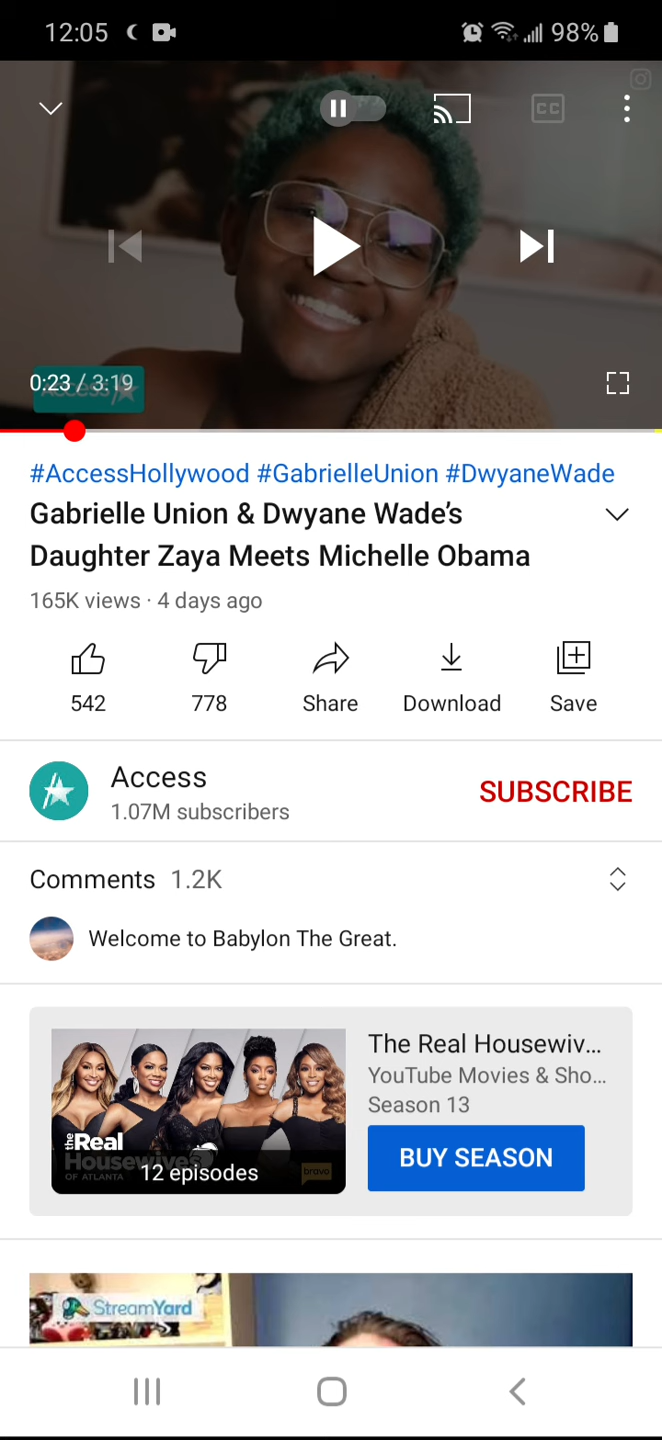 12:05
98%
CC
0:23 / 3:19
access
#AccessHollywood #GabrielleUnion #DwyaneWade
Gabrielle Union & Dwyane Wade’s
Daughter Zaya Meets Michelle Obama
165K views · 4 days ago
542
778
Share
Download
Save
Access
1.07M subscribers
SUBSCRIBE
Comments 1.2K
Welcome to Babylon The Great.
The Real Housewiv...
YouTube Movies & Sho...
Season 13
BUY SEASON
the Real
Housewives
OF ATLANTA
12 episodes
bravo
StreamYard